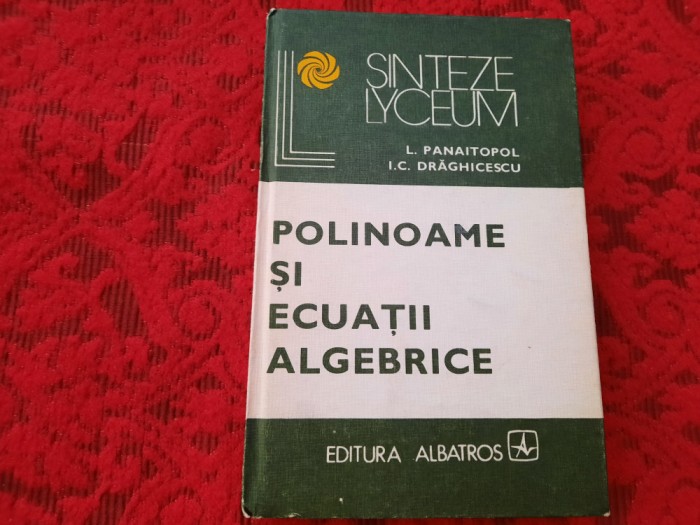 SINTEZE
LYCEUM
L. PANAITOPOL
I.C. DRĂGHICESCU
POLINOAME
ȘI
ECUAȚII
ALGEBRICE
EDITURA ALBATROS